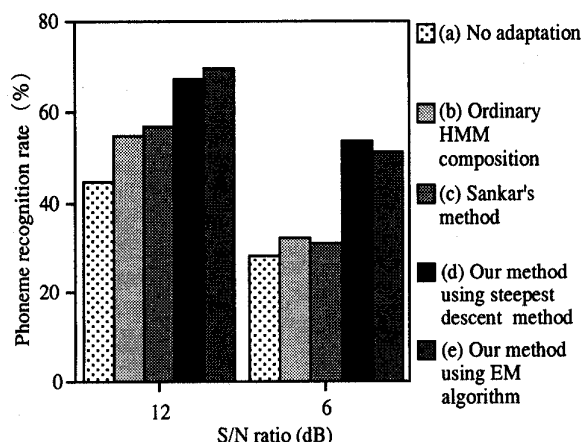 80
60
40
20
0
Phoneme recognition rate (%)
12
6
S/N ratio (dB)
(a) No adaptation
(b) Ordinary
HMM
composition
(c) Sankar's
method
(d) Our method
using steepest
descent method
(e) Our method
using EM
algorithm